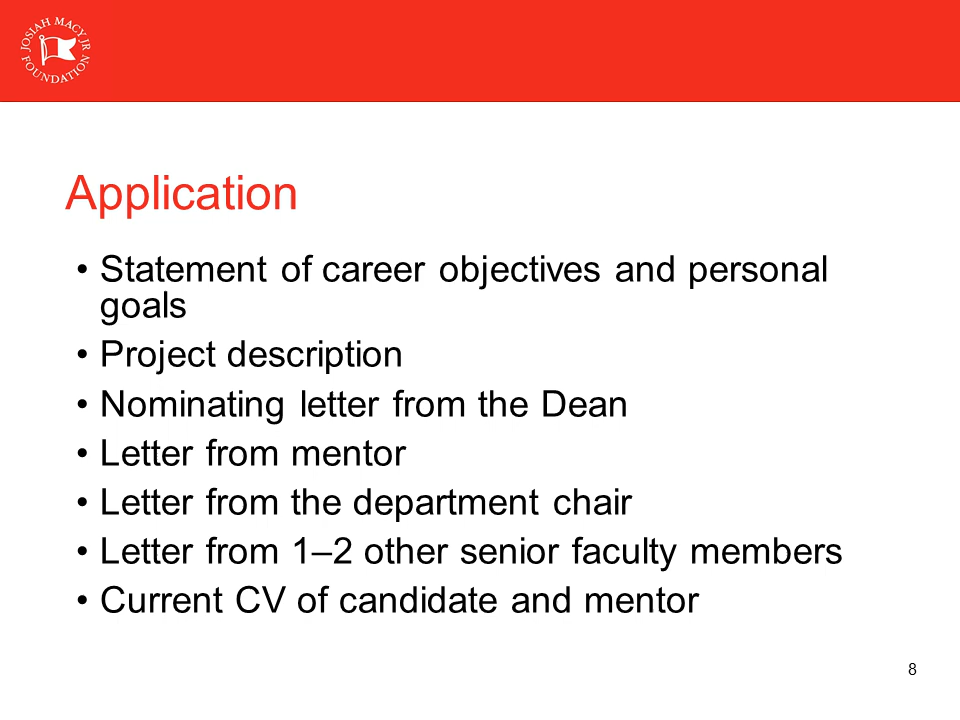 JOSIAH MACY JR
FOUNDATION
Application
• Statement of career objectives and personal
goals
• Project description
• Nominating letter from the Dean
• Letter from mentor
• Letter from the department chair
• Letter from 1–2 other senior faculty members
• Current CV of candidate and mentor
8